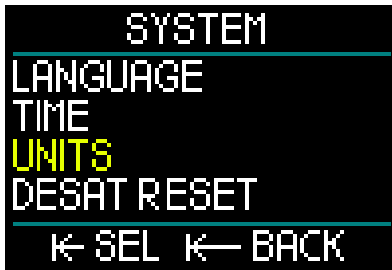 SYSTEM
LANGUAGE
TIME
UNITS
DESAT RESET
SEL BACK